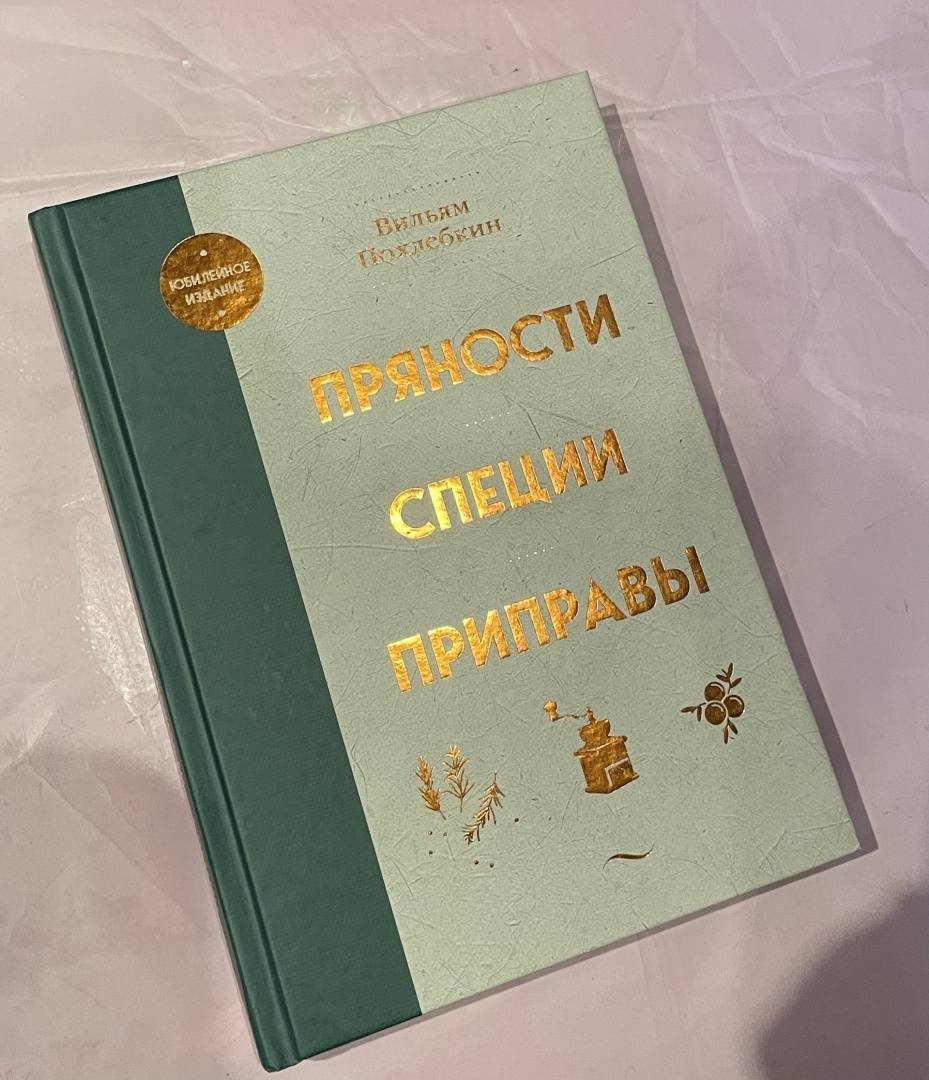 Вильям
Похлебкин
ЮБИЛЕЙНОЕ
ИЗДАНИЕ
ПРЯНОСТИ
СПЕЦИИ
ПРИПРАВЫ